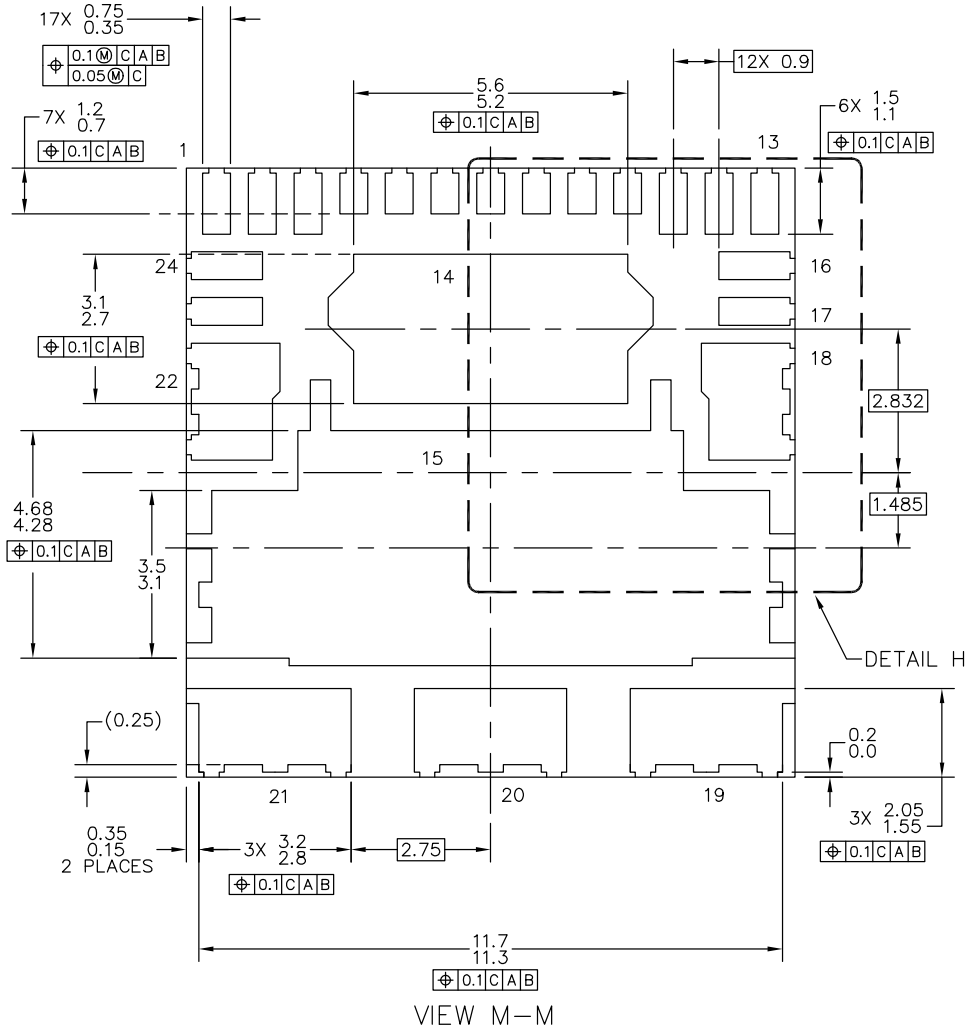 17X 0.75
0.35
⌖ 0.1Ⓜ C A B
0.05Ⓜ C
12X 0.9
5.6
5.2
⌖ 0.1 C A B
7X 1.2
0.7
⌖ 0.1 C A B
6X 1.5
1.1
⌖ 0.1 C A B
1
13
24
14
16
3.1
2.7
⌖ 0.1 C A B
17
22
18
2.832
15
1.485
4.68
4.28
⌖ 0.1 C A B
3.5
3.1
DETAIL H
(0.25)
0.2
0.0
21
20
19
3X 2.05
1.55
⌖ 0.1 C A B
0.35
0.15
2 PLACES
3X 3.2
2.8
⌖ 0.1 C A B
2.75
11.7
11.3
⌖ 0.1 C A B
VIEW M-M